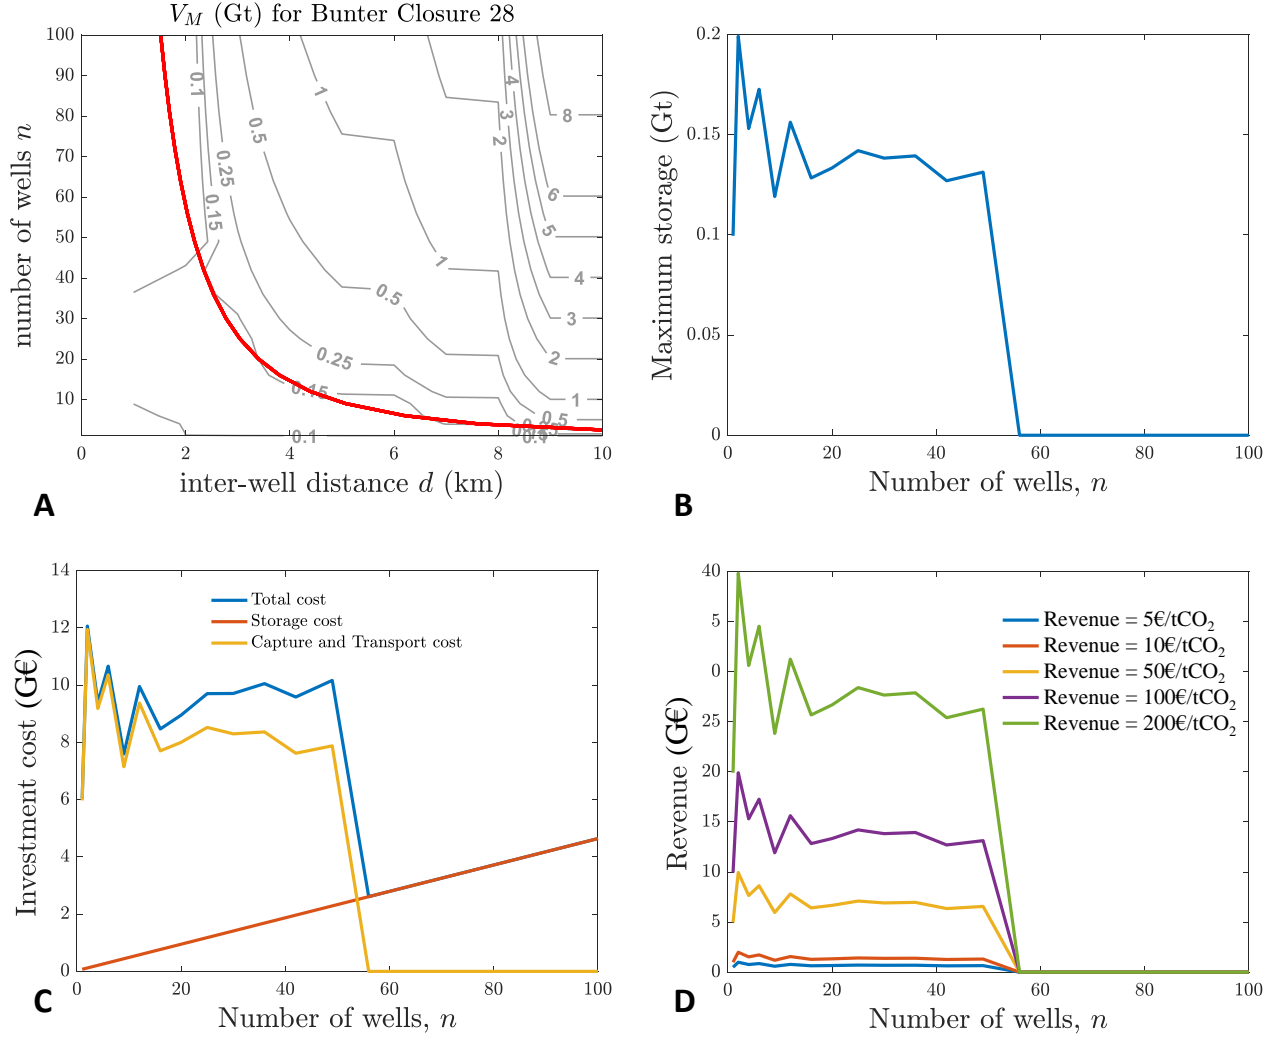 V_M (Gt) for Bunter Closure 28
100
90
80
70
60
50
40
30
20
10
number of wells n
0.1
0.15
0.25
0.5
1
4
3
2
8
6
5
4
3
2
1
0.5
1
0.5
0.25
0.15
0.1
0 2 4 6 8 10
inter-well distance d (km)
A
0.2
0.15
0.1
0.05
0
Maximum storage (Gt)
0 20 40 60 80 100
Number of wells, n
B
14
12
10
8
6
4
2
0
Investment cost (G€)
Total cost
Storage cost
Capture and Transport cost
0 20 40 60 80 100
Number of wells, n
C
40
5
0
25
20
15
10
5
0
Revenue (G€)
Revenue = 5€/tCO₂
Revenue = 10€/tCO₂
Revenue = 50€/tCO₂
Revenue = 100€/tCO₂
Revenue = 200€/tCO₂
0 20 40 60 80 100
Number of wells, n
D